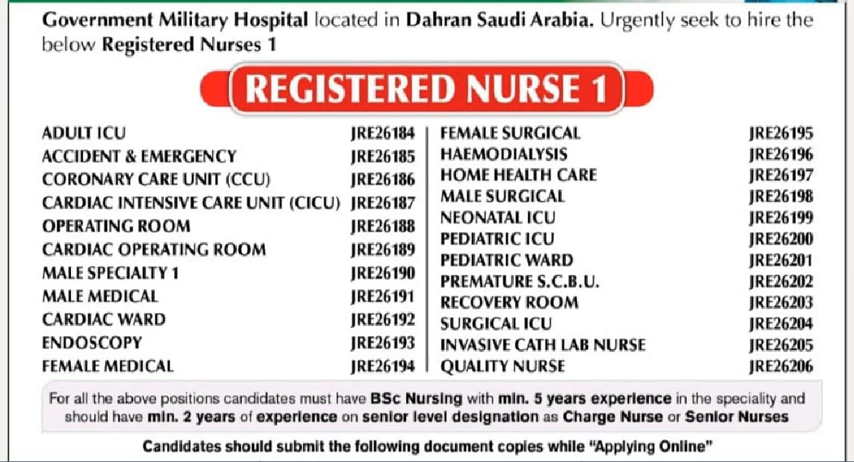 Government Military Hospital located in Dahran Saudi Arabia. Urgently seek to hire the
below Registered Nurses 1
REGISTERED NURSE 1
ADULT ICU JRE26184
ACCIDENT & EMERGENCY JRE26185
CORONARY CARE UNIT (CCU) JRE26186
CARDIAC INTENSIVE CARE UNIT (CICU) JRE26187
OPERATING ROOM JRE26188
CARDIAC OPERATING ROOM JRE26189
MALE SPECIALTY 1 JRE26190
MALE MEDICAL JRE26191
CARDIAC WARD JRE26192
ENDOSCOPY JRE26193
FEMALE MEDICAL JRE26194
FEMALE SURGICAL JRE26195
HAEMODIALYSIS JRE26196
HOME HEALTH CARE JRE26197
MALE SURGICAL JRE26198
NEONATAL ICU JRE26199
PEDIATRIC ICU JRE26200
PEDIATRIC WARD JRE26201
PREMATURE S.C.B.U. JRE26202
RECOVERY ROOM JRE26203
SURGICAL ICU JRE26204
INVASIVE CATH LAB NURSE JRE26205
QUALITY NURSE JRE26206
For all the above positions candidates must have BSc Nursing with min. 5 years experience in the speciality and
should have min. 2 years of experience on senior level designation as Charge Nurse or Senior Nurses
Candidates should submit the following document copies while “Applying Online”